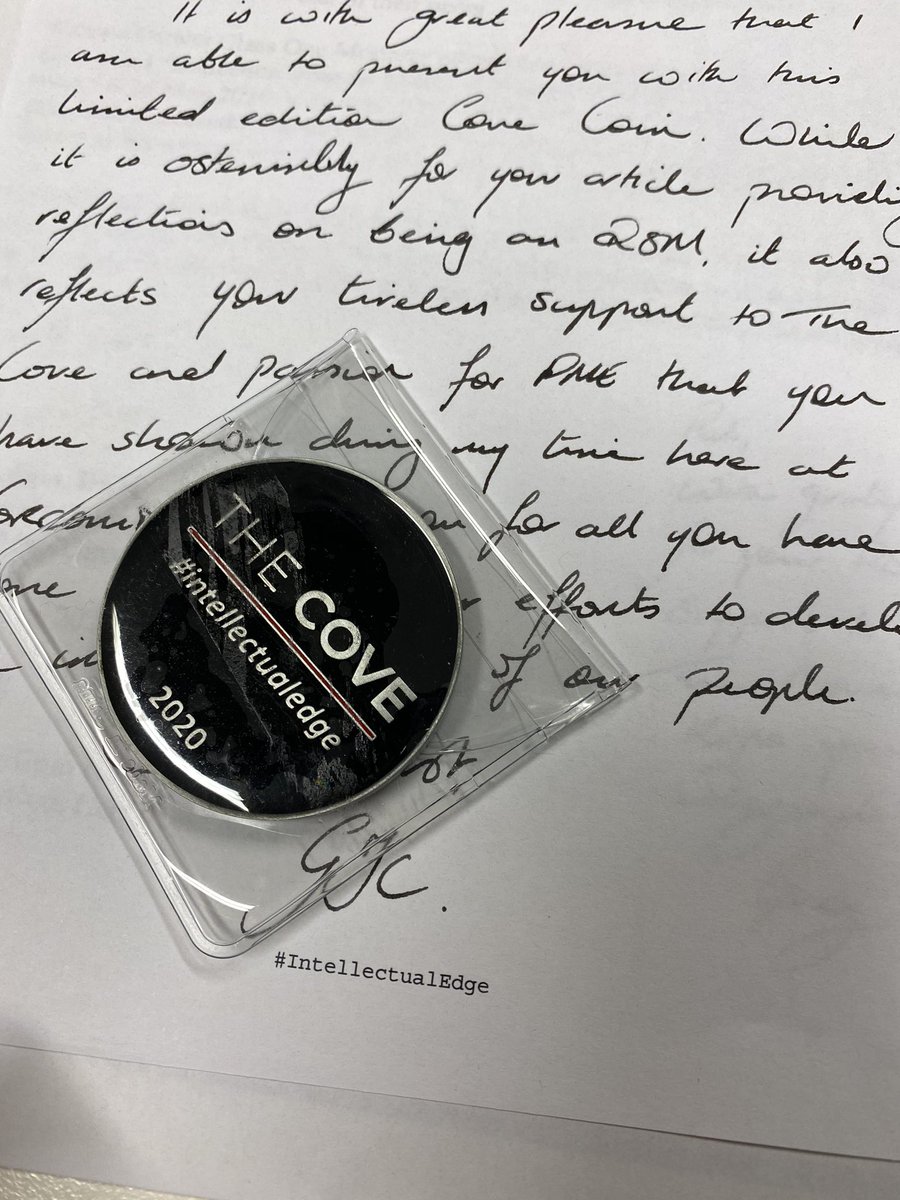 It is with great pleasure that I
am able to present you with this
limited edition Cove Coin. While
it is ostensibly for your article providing
reflections on being an RSM, it also
reflects your tireless support to The
Cove and passion for PME that you
have shown during my time here at
for all you have
efforts to develop
of our people.
THE COVE
#intellectualedge
2020
GJC.
#IntellectualEdge